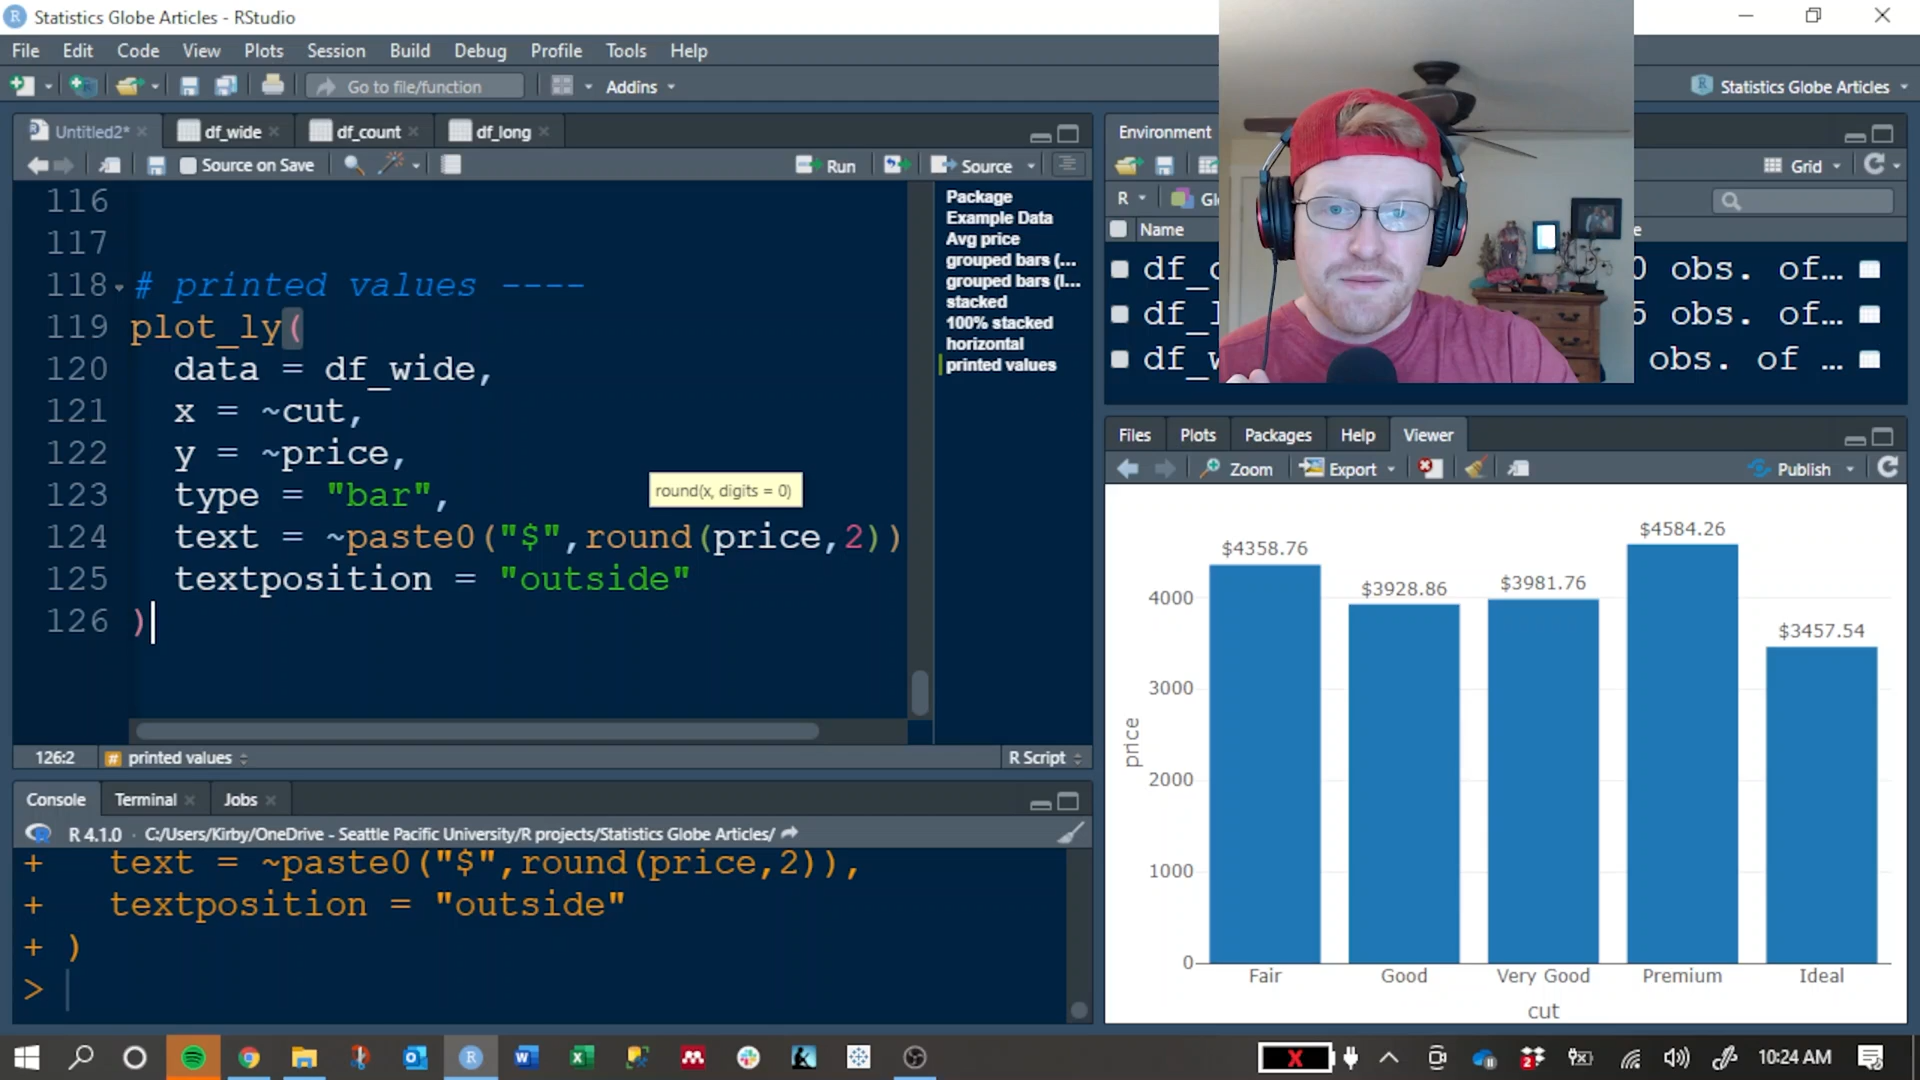 Statistics Globe Articles - RStudio
File Edit Code View Plots Session Build Debug Profile Tools Help
Go to file/function Addins Statistics Globe Articles
Untitled2* df_wide df_count df_long
Source on Save Run Source
116
117
118 # printed values ----
119 plot_ly(
120 data = df_wide,
121 x = ~cut,
122 y = ~price,
123 type = "bar",
round(x, digits = 0)
124 text = ~paste0("$",round(price,2))
125 textposition = "outside"
126 )
Package
Example Data
Avg price
grouped bars (...
grouped bars (l...
stacked
100% stacked
horizontal
printed values
126:2 printed values R Script
Console Terminal Jobs
R 4.1.0 · C:/Users/Kirby/OneDrive - Seattle Pacific University/R projects/Statistics Globe Articles/
+ text = ~paste0("$",round(price,2)),
+ textposition = "outside"
+ )
>
Environment
Grid
R Gl
Name e
df_c 0 obs. of...
df_l 5 obs. of...
df_w obs. of ...
Files Plots Packages Help Viewer
Zoom Export Publish
$4358.76 $3928.86 $3981.76 $4584.26 $3457.54
4000
3000
2000
1000
0
price
Fair Good Very Good Premium Ideal
cut
10:24 AM